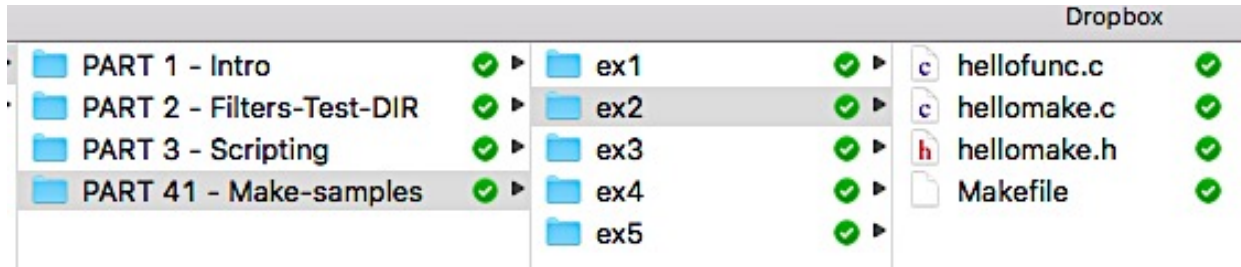 Dropbox
PART 1 - Intro
PART 2 - Filters-Test-DIR
PART 3 - Scripting
PART 41 - Make-samples
ex1
ex2
ex3
ex4
ex5
c hellofunc.c
c hellomake.c
h hellomake.h
Makefile